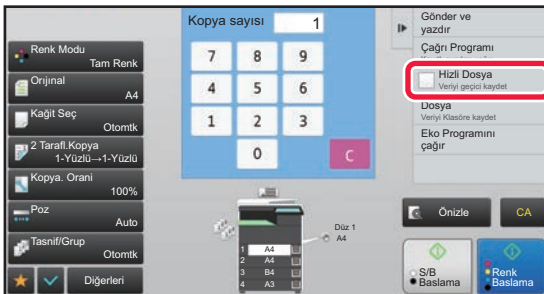 Kopya sayısı 1
Renk Modu
Tam Renk
Orijinal
A4
Kağit Seç
Otomtk
2 Tarafl.Kopya
1-Yüzlü→1-Yüzlü
Kopya. Orani
100%
Poz
Auto
Tasnif/Grup
Otomtk
Diğerleri
7 8 9
4 5 6
1 2 3
0 C
Düz 1
A4
1 A4
2 A4
3 B4
4 A3
Gönder ve
yazdır
Çağrı Programı
Hizli Dosya
Veriyi geçici kaydet
Dosya
Veriyi Klasöre kaydet
Eko Programını
çağır
Önizle
CA
S/B
Baslama
Renk
Baslama